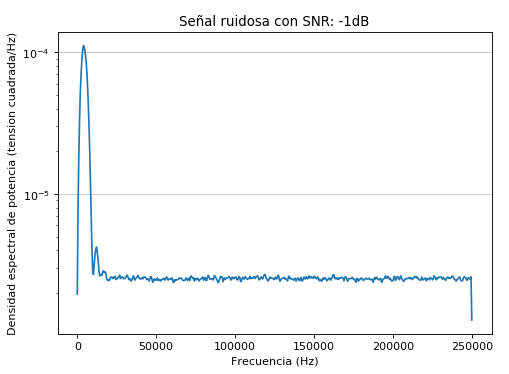 Señal ruidosa con SNR: -1dB
Densidad espectral de potencia (tension cuadrada/Hz)
10⁻⁴
10⁻⁵
0
50000
100000
150000
200000
250000
Frecuencia (Hz)